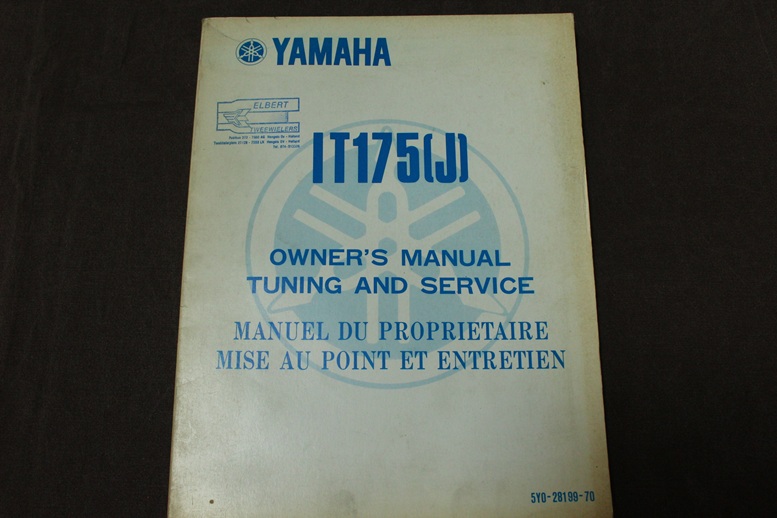 YAMAHA
ELBERT
TWEEWIELERS
IT175(J)
OWNER'S MANUAL
TUNING AND SERVICE
MANUEL DU PROPRIETAIRE
MISE AU POINT ET ENTRETIEN
5Y0-28199-70